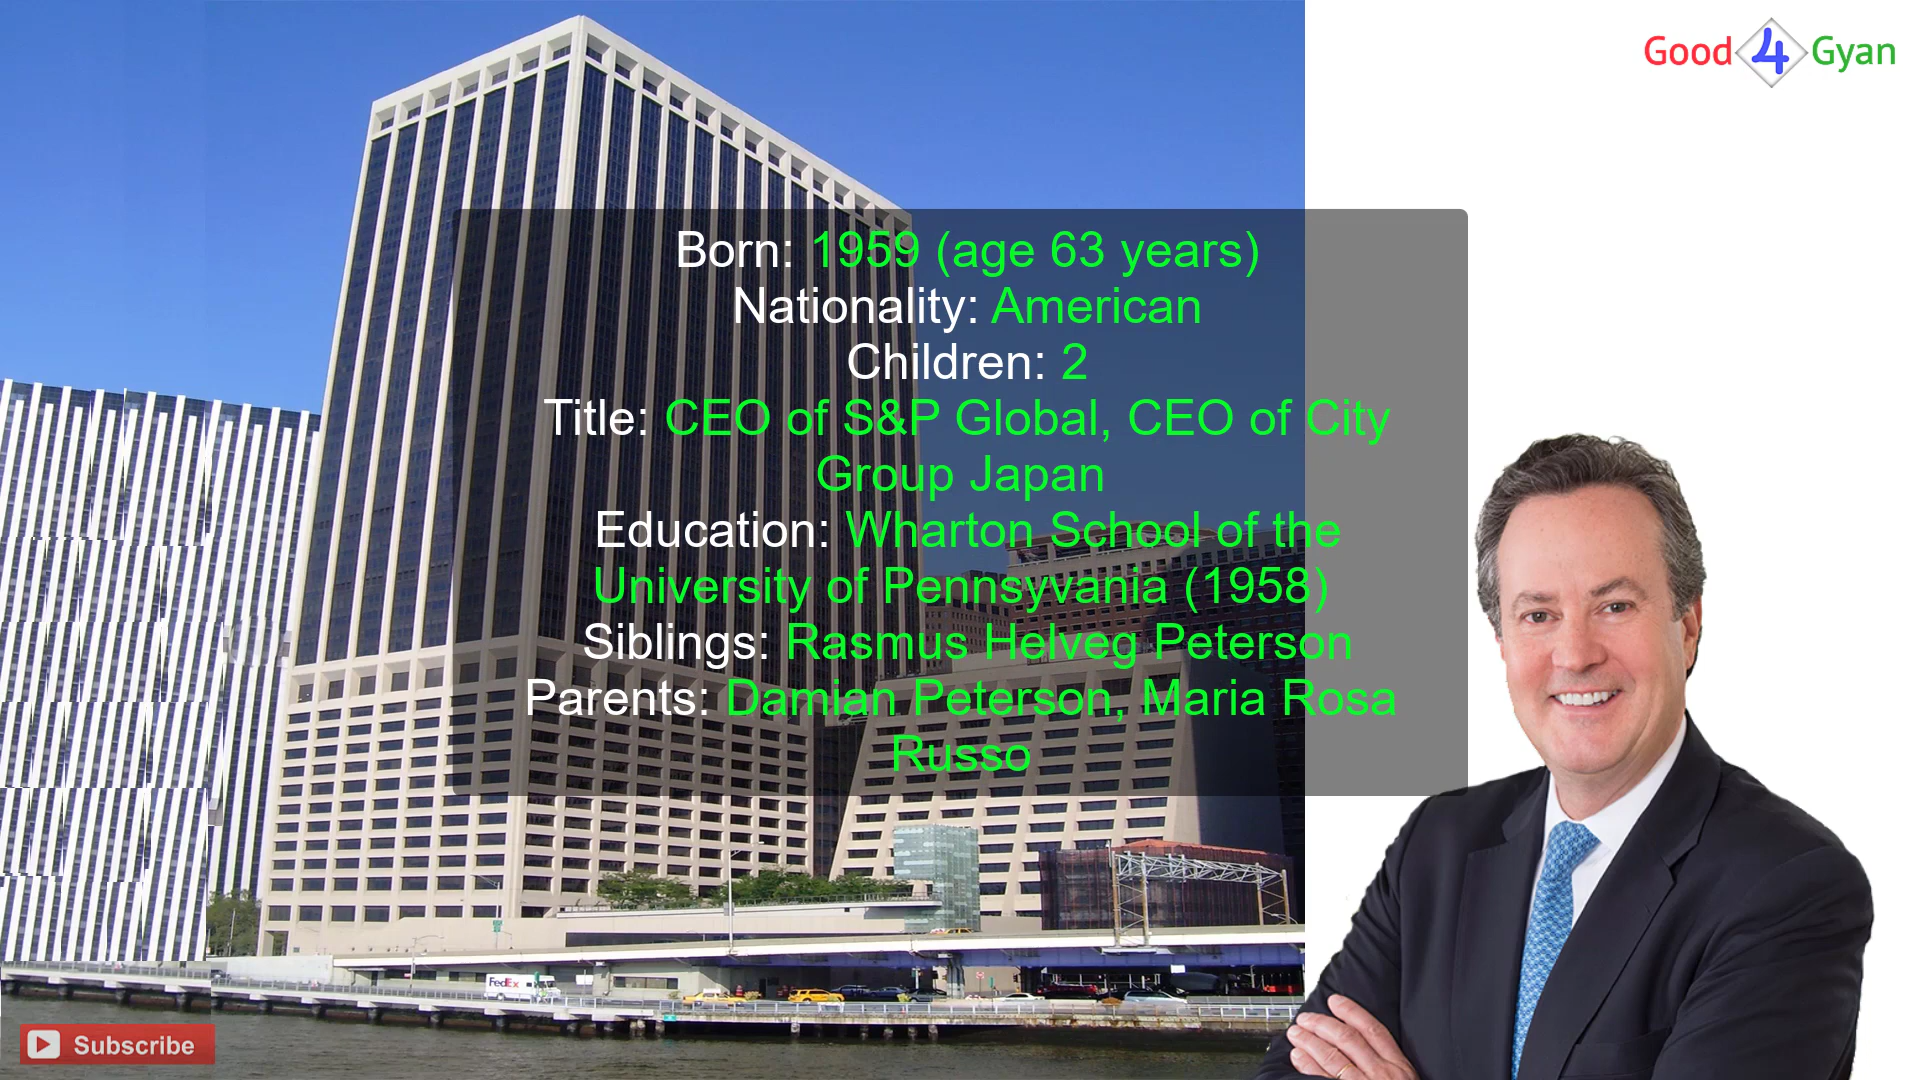 Good 4 Gyan
Born: 1959 (age 63 years)
Nationality: American
Children: 2
Title: CEO of S&P Global, CEO of City
Group Japan
Education: Wharton School of the
University of Pennsyvania (1958)
Siblings: Rasmus Helveg Peterson
Parents: Damian Peterson, Maria Rosa
Russo
FedEx
Subscribe